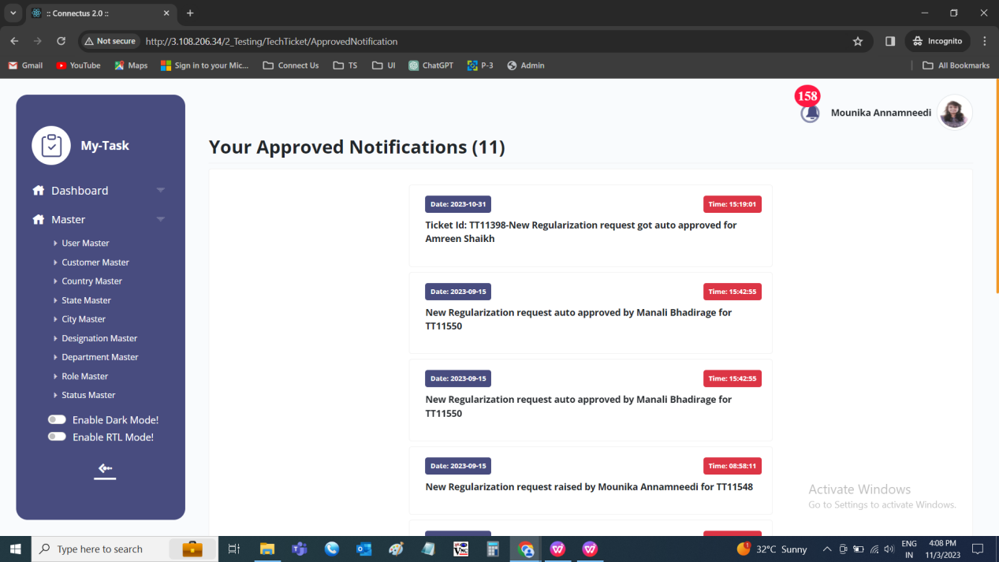 :: Connectus 2.0 ::
Not secure
http://3.108.206.34/2_Testing/TechTicket/ApprovedNotification
Incognito
Gmail
YouTube
Maps
Sign in to your Mic...
Connect Us
TS
UI
ChatGPT
P-3
Admin
All Bookmarks
158
Mounika Annamneedi
My-Task
Dashboard
Master
User Master
Customer Master
Country Master
State Master
City Master
Designation Master
Department Master
Role Master
Status Master
Enable Dark Mode!
Enable RTL Mode!
Your Approved Notifications (11)
Date: 2023-10-31
Time: 15:19:01
Ticket Id: TT11398-New Regularization request got auto approved for
Amreen Shaikh
Date: 2023-09-15
Time: 15:42:55
New Regularization request auto approved by Manali Bhadirage for
TT11550
Date: 2023-09-15
Time: 15:42:55
New Regularization request auto approved by Manali Bhadirage for
TT11550
Date: 2023-09-15
Time: 08:58:11
New Regularization request raised by Mounika Annamneedi for TT11548
Activate Windows
Go to Settings to activate Windows.
Type here to search
1
32°C Sunny
ENG
IN
4:08 PM
11/3/2023